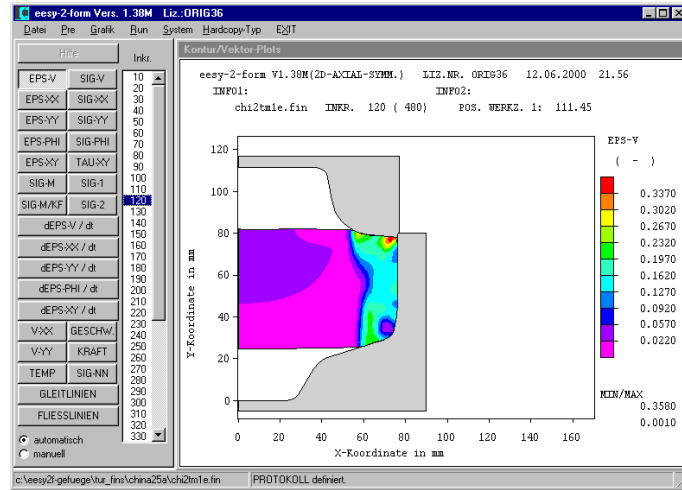 eesy-2-form Vers. 1.38M Liz.:ORIG36
Datei Pre Grafik Run System Hardcopy-Typ EXIT
Hilfe
Inkr.
Kontur/Vektor-Plots
EPS-V SIG-V
EPS-XX SIG-XX
EPS-YY SIG-YY
EPS-PHI SIG-PHI
EPS-XY TAU-XY
SIG-M SIG-1
SIG-M/KF SIG-2
dEPS-V / dt
dEPS-XX / dt
dEPS-YY / dt
dEPS-PHI / dt
dEPS-XY / dt
V-XX GESCHW.
V-YY KRAFT
TEMP SIG-NN
GLEITLINIEN
FLIESSLINIEN
automatisch
manuell
10
20
30
40
50
60
70
80
90
100
110
120
130
140
150
160
170
180
190
200
210
220
230
240
250
260
270
280
290
300
310
320
330
eesy-2-form V1.38M(2D-AXIAL-SYMM.) LIZ.NR. ORIG36 12.06.2000 21.56
INFO1: INFO2:
chi2tm1e.fin INKR. 120 ( 480) POS. WERKZ. 1: 111.45
EPS-V
( - )
0.3370
0.3020
0.2670
0.2320
0.1970
0.1620
0.1270
0.0920
0.0570
0.0220
MIN/MAX
0.3580
0.0010
Y-Koordinate in mm
120
100
80
60
40
20
0
0 20 40 60 80 100 120 140 160
X-Koordinate in mm
c:\eesy2f-gefuege\tur_fins\china25a\chi2tm1e.fin PROTOKOLL definiert.